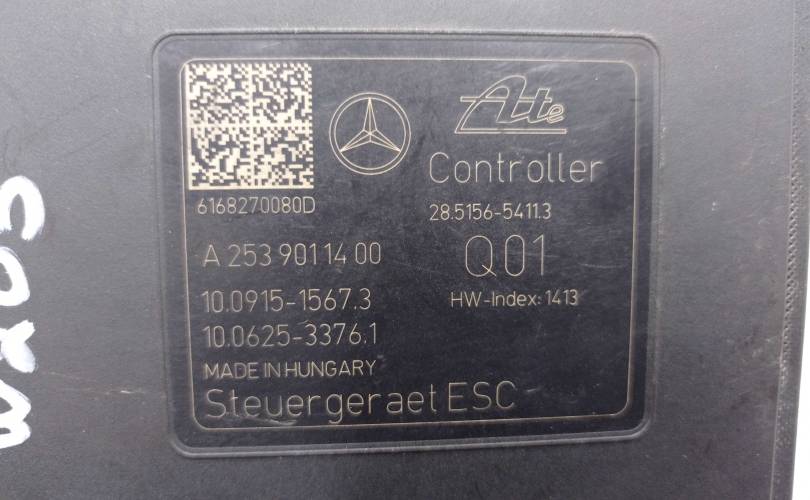 Ate
Controller
6168270080D
28.5156-5411.3
A 253 901 14 00
Q01
10.0915-1567.3
HW-Index: 1413
10.0625-3376.1
MADE IN HUNGARY
Steuergeraet ESC
W205